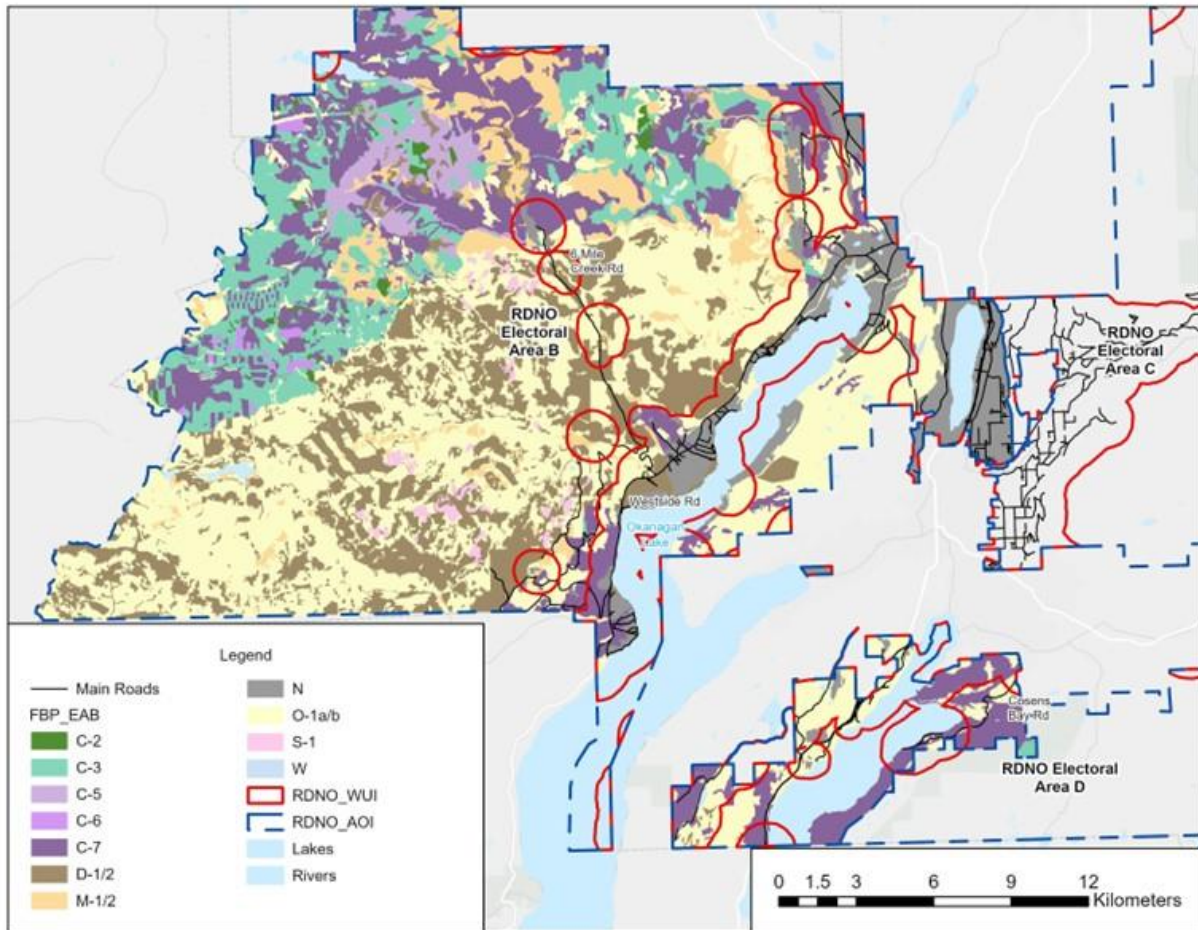 6 Mile
Creek Rd
RDNO
Electoral
Area B
RDNO
Electoral
Area C
Westside Rd
Okanagan
Lake
Cosens
Bay Rd
RDNO Electoral
Area D
Legend
Main Roads
FBP_EAB
C-2
C-3
C-5
C-6
C-7
D-1/2
M-1/2
N
O-1a/b
S-1
W
RDNO_WUI
RDNO_AOI
Lakes
Rivers
0 1.5 3 6 9 12
Kilometers